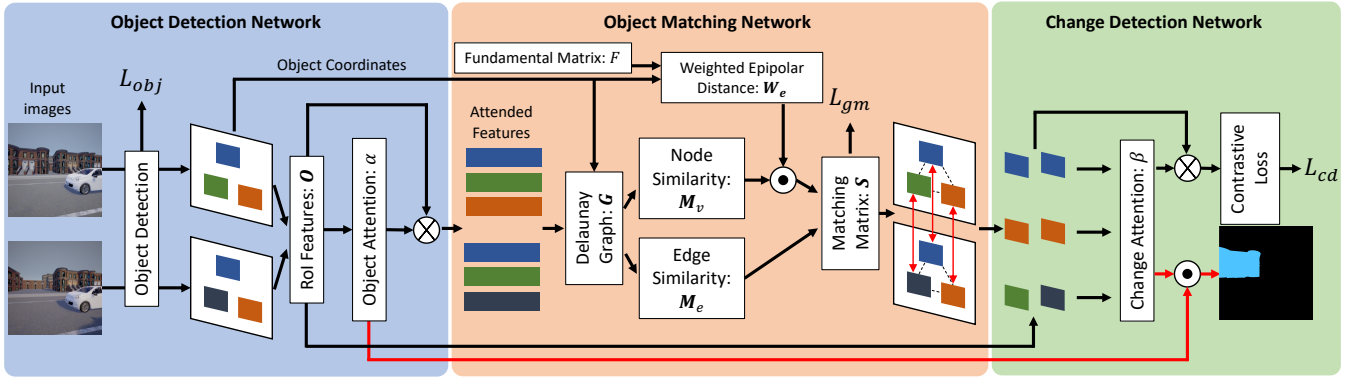 Object Detection Network
Object Matching Network
Change Detection Network
Input
images
L_obj
Object Detection
Object Coordinates
RoI Features: O
Object Attention: α
Fundamental Matrix: F
Weighted Epipolar
Distance: W_e
Attended
Features
Delaunay
Graph: G
Node
Similarity:
M_v
Edge
Similarity:
M_e
L_gm
Matching
Matrix: S
Change Attention: β
Contrastive
Loss
L_cd